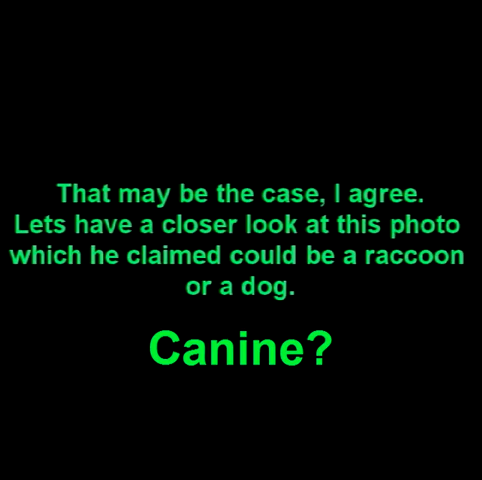 That may be the case, I agree.
Lets have a closer look at this photo
which he claimed could be a raccoon
or a dog.
Canine?